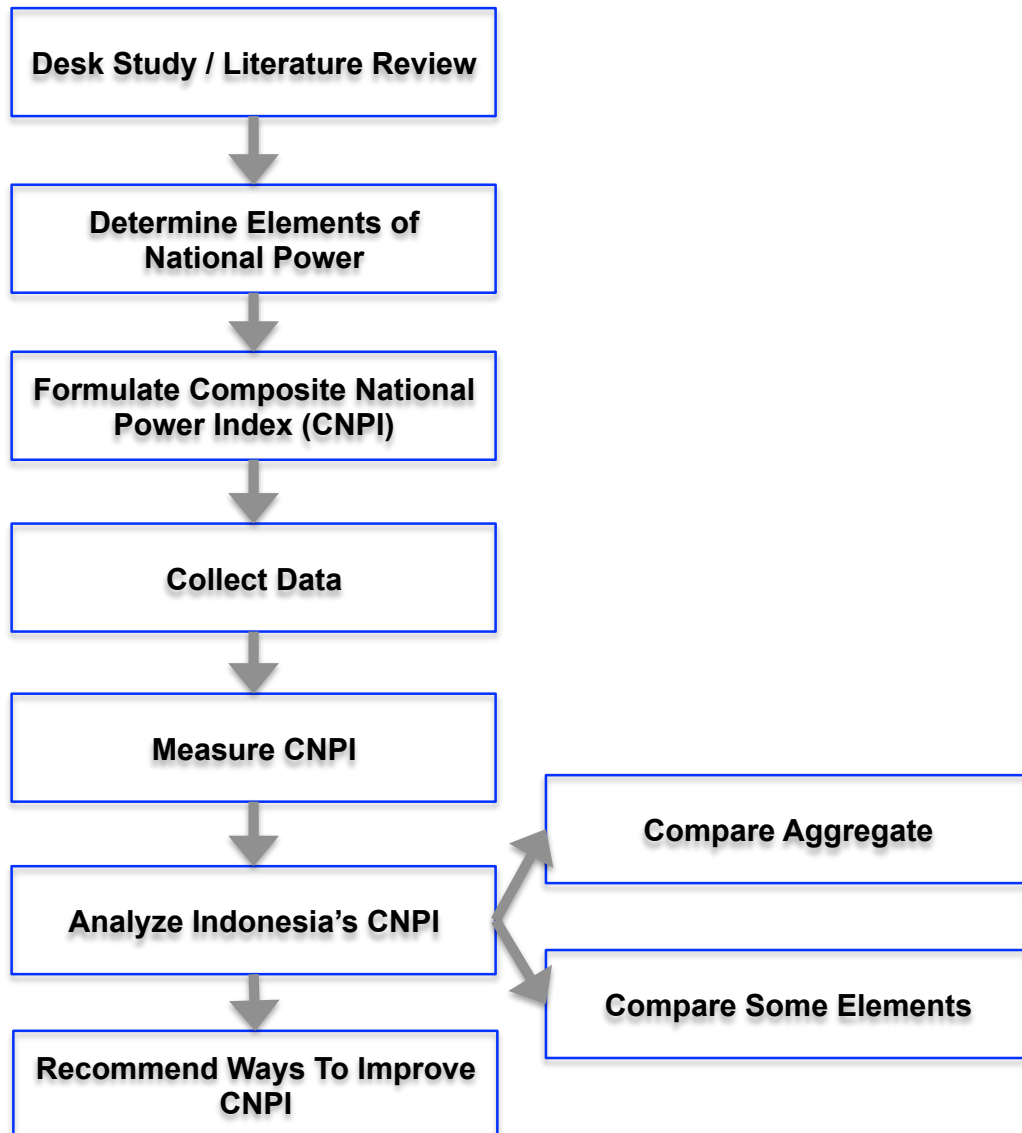 Desk Study / Literature Review
Determine Elements of
National Power
Formulate Composite National
Power Index (CNPI)
Collect Data
Measure CNPI
Compare Aggregate
Analyze Indonesia’s CNPI
Compare Some Elements
Recommend Ways To Improve
CNPI